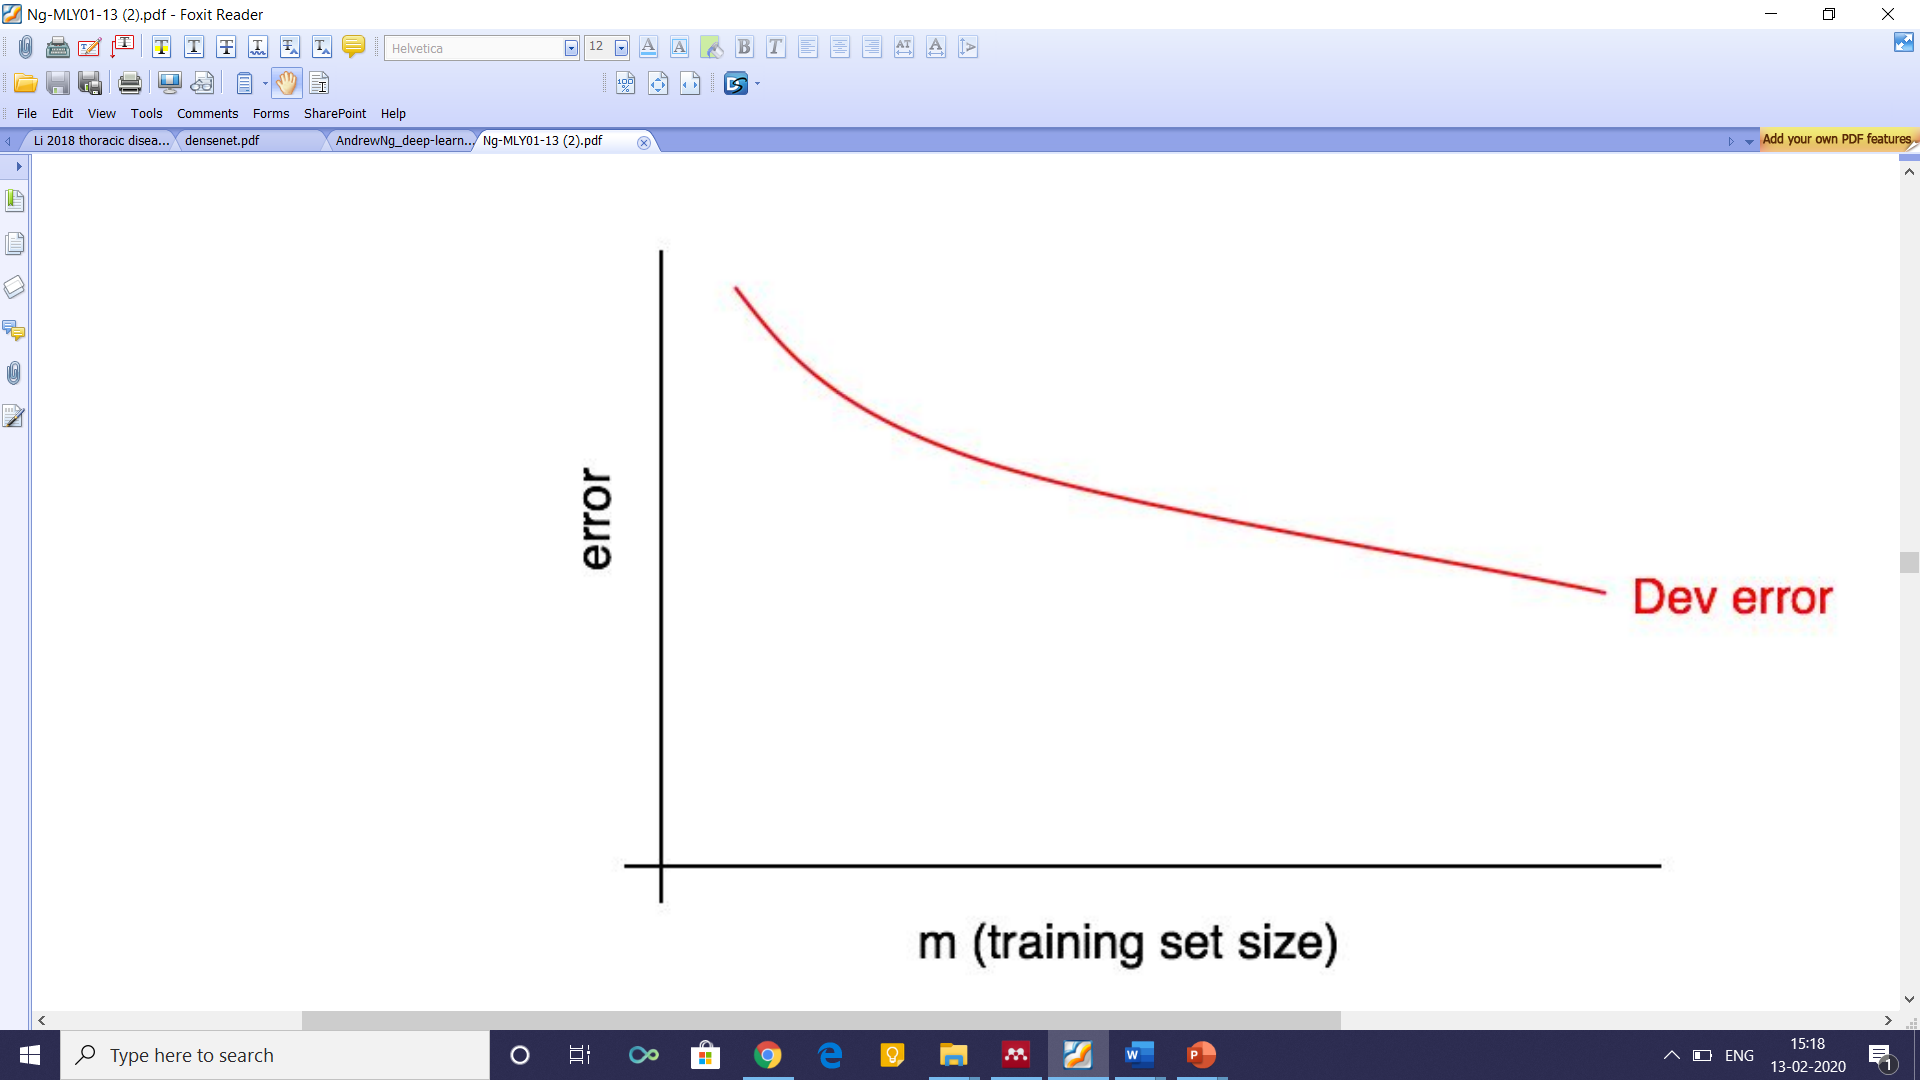 Ng-MLY01-13 (2).pdf - Foxit Reader
Helvetica
12
File Edit View Tools Comments Forms SharePoint Help
Li 2018 thoracic disea... densenet.pdf AndrewNg_deep-learn... Ng-MLY01-13 (2).pdf
Add your own PDF features
error
Dev error
m (training set size)
Type here to search
ENG
15:18
13-02-2020
1